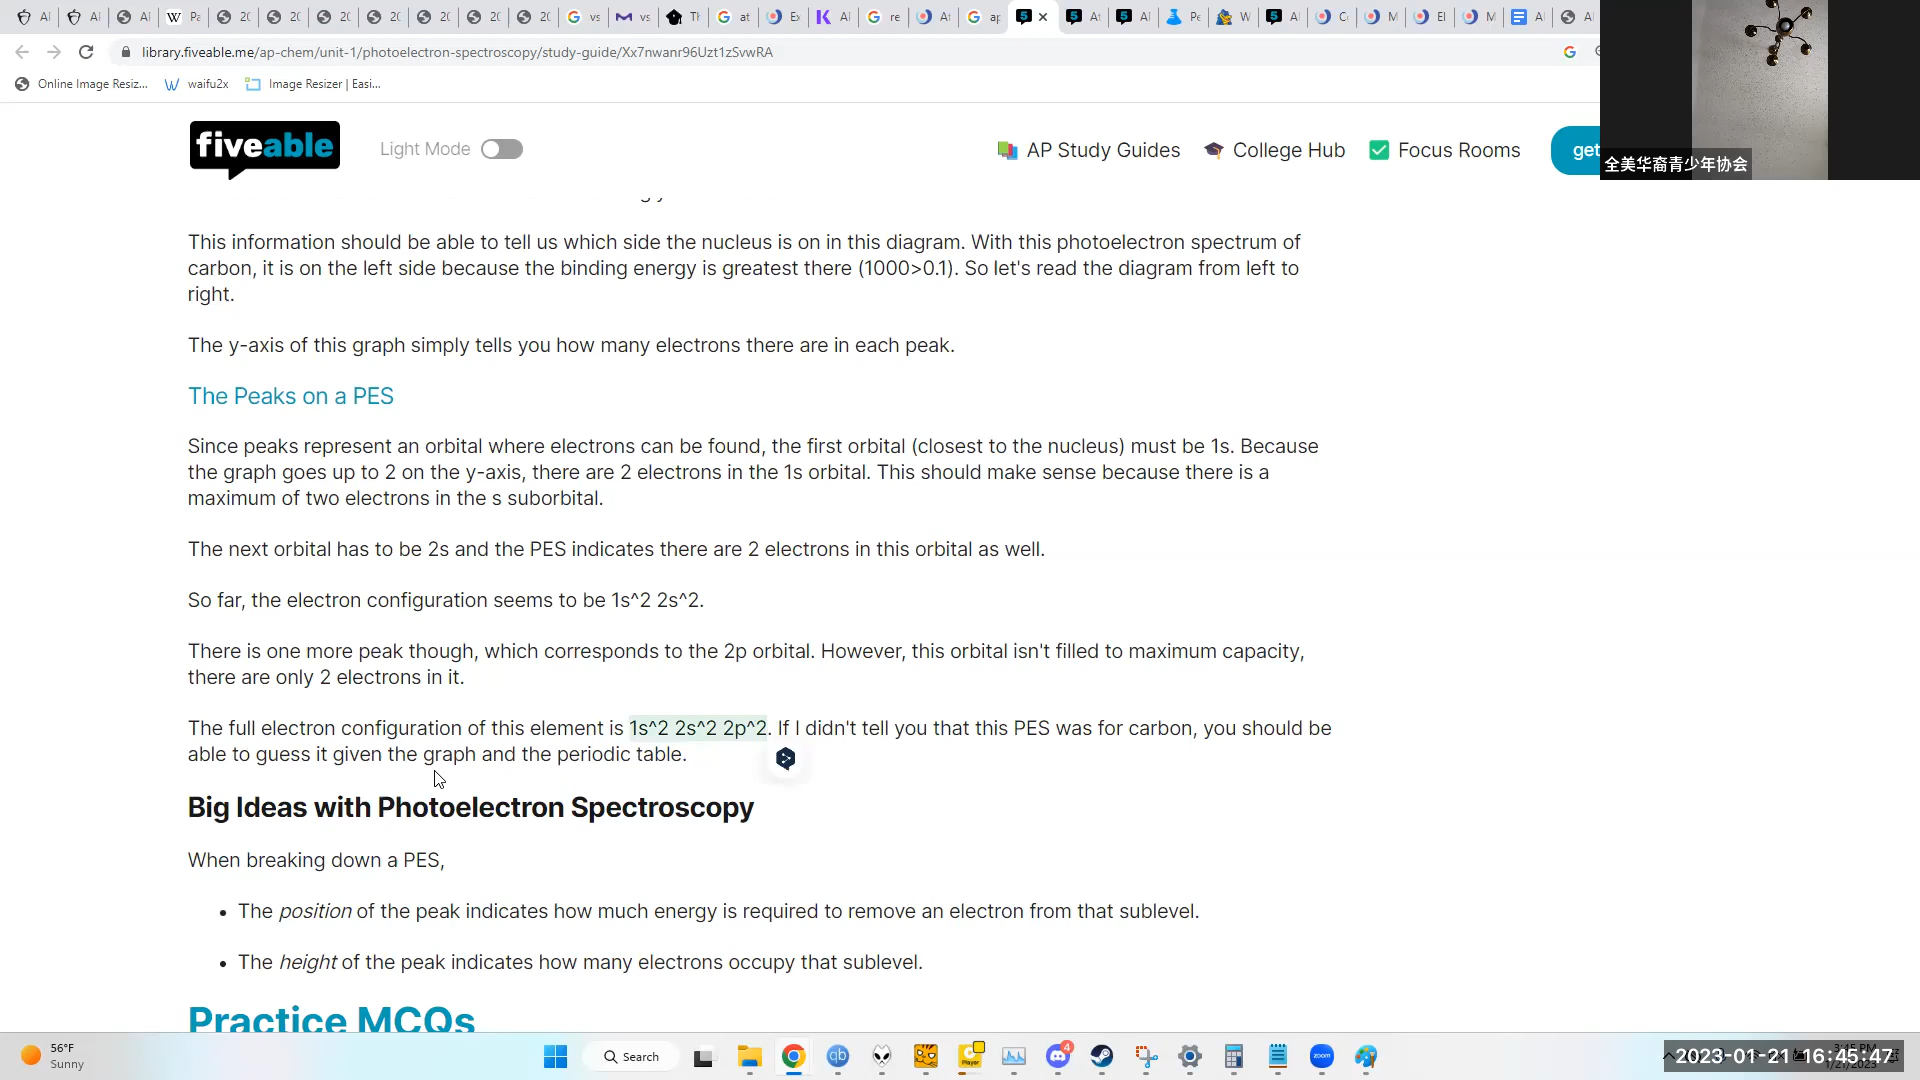 library.fiveable.me/ap-chem/unit-1/photoelectron-spectroscopy/study-guide/Xx7nwanr96Uzt1zSvwRA
Online Image Resiz...
waifu2x
Image Resizer | Easi...
fiveable
Light Mode
AP Study Guides
College Hub
Focus Rooms
get
全美华裔青少年协会
This information should be able to tell us which side the nucleus is on in this diagram. With this photoelectron spectrum of
carbon, it is on the left side because the binding energy is greatest there (1000>0.1). So let's read the diagram from left to
right.
The y-axis of this graph simply tells you how many electrons there are in each peak.
The Peaks on a PES
Since peaks represent an orbital where electrons can be found, the first orbital (closest to the nucleus) must be 1s. Because
the graph goes up to 2 on the y-axis, there are 2 electrons in the 1s orbital. This should make sense because there is a
maximum of two electrons in the s suborbital.
The next orbital has to be 2s and the PES indicates there are 2 electrons in this orbital as well.
So far, the electron configuration seems to be 1s^2 2s^2.
There is one more peak though, which corresponds to the 2p orbital. However, this orbital isn't filled to maximum capacity,
there are only 2 electrons in it.
The full electron configuration of this element is 1s^2 2s^2 2p^2. If I didn't tell you that this PES was for carbon, you should be
able to guess it given the graph and the periodic table.
Big Ideas with Photoelectron Spectroscopy
When breaking down a PES,
• The position of the peak indicates how much energy is required to remove an electron from that sublevel.
• The height of the peak indicates how many electrons occupy that sublevel.
Practice MCQs
56°F
Sunny
Search
2023-01-21 16:45:47